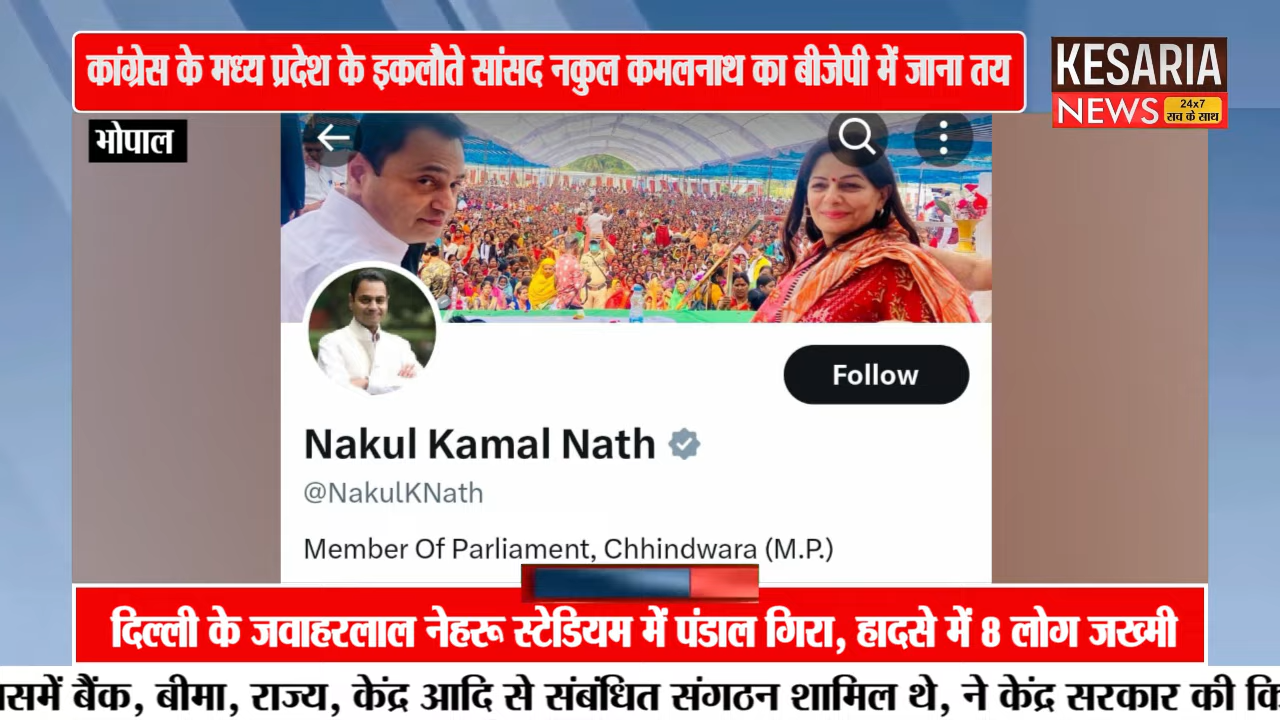 कांग्रेस के मध्य प्रदेश के इकलौते सांसद नकुल कमलनाथ का बीजेपी में जाना तय
KESARIA
NEWS 24x7 सच के साथ
भोपाल
Follow
Nakul Kamal Nath
@NakulKNath
Member Of Parliament, Chhindwara (M.P.)
दिल्ली के जवाहरलाल नेहरू स्टेडियम में पंडाल गिरा, हादसे में 8 लोग जख्मी
बैंक, बीमा, राज्य, केंद्र आदि से संबंधित संगठन शामिल थे, ने केंद्र सरकार की